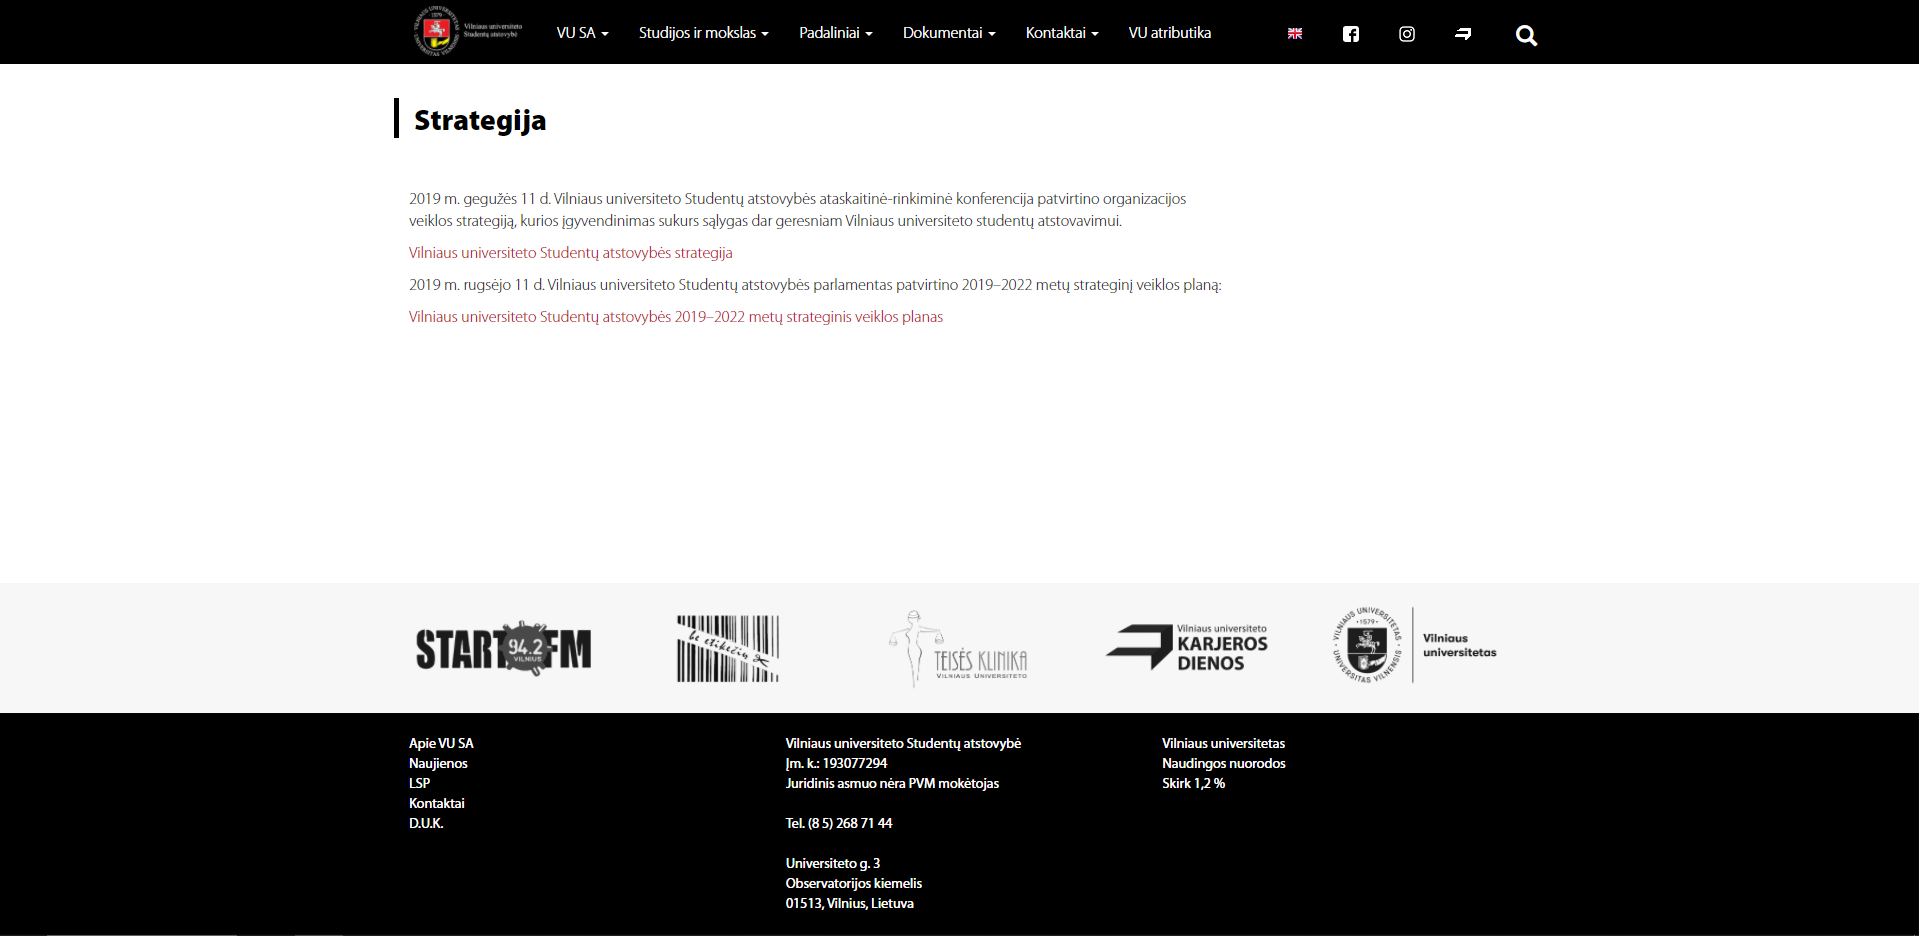 Vilniaus universiteto
Studentų atstovybė
VU SA
Studijos ir mokslas
Padaliniai
Dokumentai
Kontaktai
VU atributika
Strategija
2019 m. gegužės 11 d. Vilniaus universiteto Studentų atstovybės ataskaitinė-rinkiminė konferencija patvirtino organizacijos
veiklos strategiją, kurios įgyvendinimas sukurs sąlygas dar geresniam Vilniaus universiteto studentų atstovavimui.
Vilniaus universiteto Studentų atstovybės strategija
2019 m. rugsėjo 11 d. Vilniaus universiteto Studentų atstovybės parlamentas patvirtino 2019–2022 metų strateginį veiklos planą:
Vilniaus universiteto Studentų atstovybės 2019–2022 metų strateginis veiklos planas
START FM
94.2
VILNIUS
be etikečių
TEISĖS KLINIKA
VILNIAUS UNIVERSITETO
Vilniaus universiteto
KARJEROS
DIENOS
VILNIAUS UNIVERSITETAS
1579
UNIVERSITAS VILNENSIS
Vilniaus
universitetas
Apie VU SA
Naujienos
LSP
Kontaktai
D.U.K.
Vilniaus universiteto Studentų atstovybė
Įm. k.: 193077294
Juridinis asmuo nėra PVM mokėtojas
Tel. (8 5) 268 71 44
Universiteto g. 3
Observatorijos kiemelis
01513, Vilnius, Lietuva
Vilniaus universitetas
Naudingos nuorodos
Skirk 1,2 %